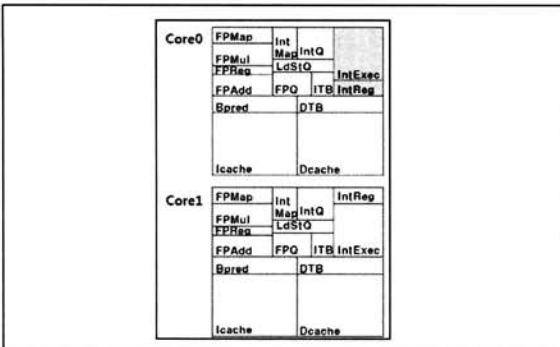 Core0
FPMap
Int
Map
IntQ
FPMul
LdStQ
FPReg
IntExec
FPAdd
FPQ
ITB
IntReg
Bpred
DTB
Icache
Dcache
Core1
FPMap
Int
Map
IntQ
IntReg
FPMul
LdStQ
FPReg
FPAdd
FPQ
ITB
IntExec
Bpred
DTB
Icache
Dcache